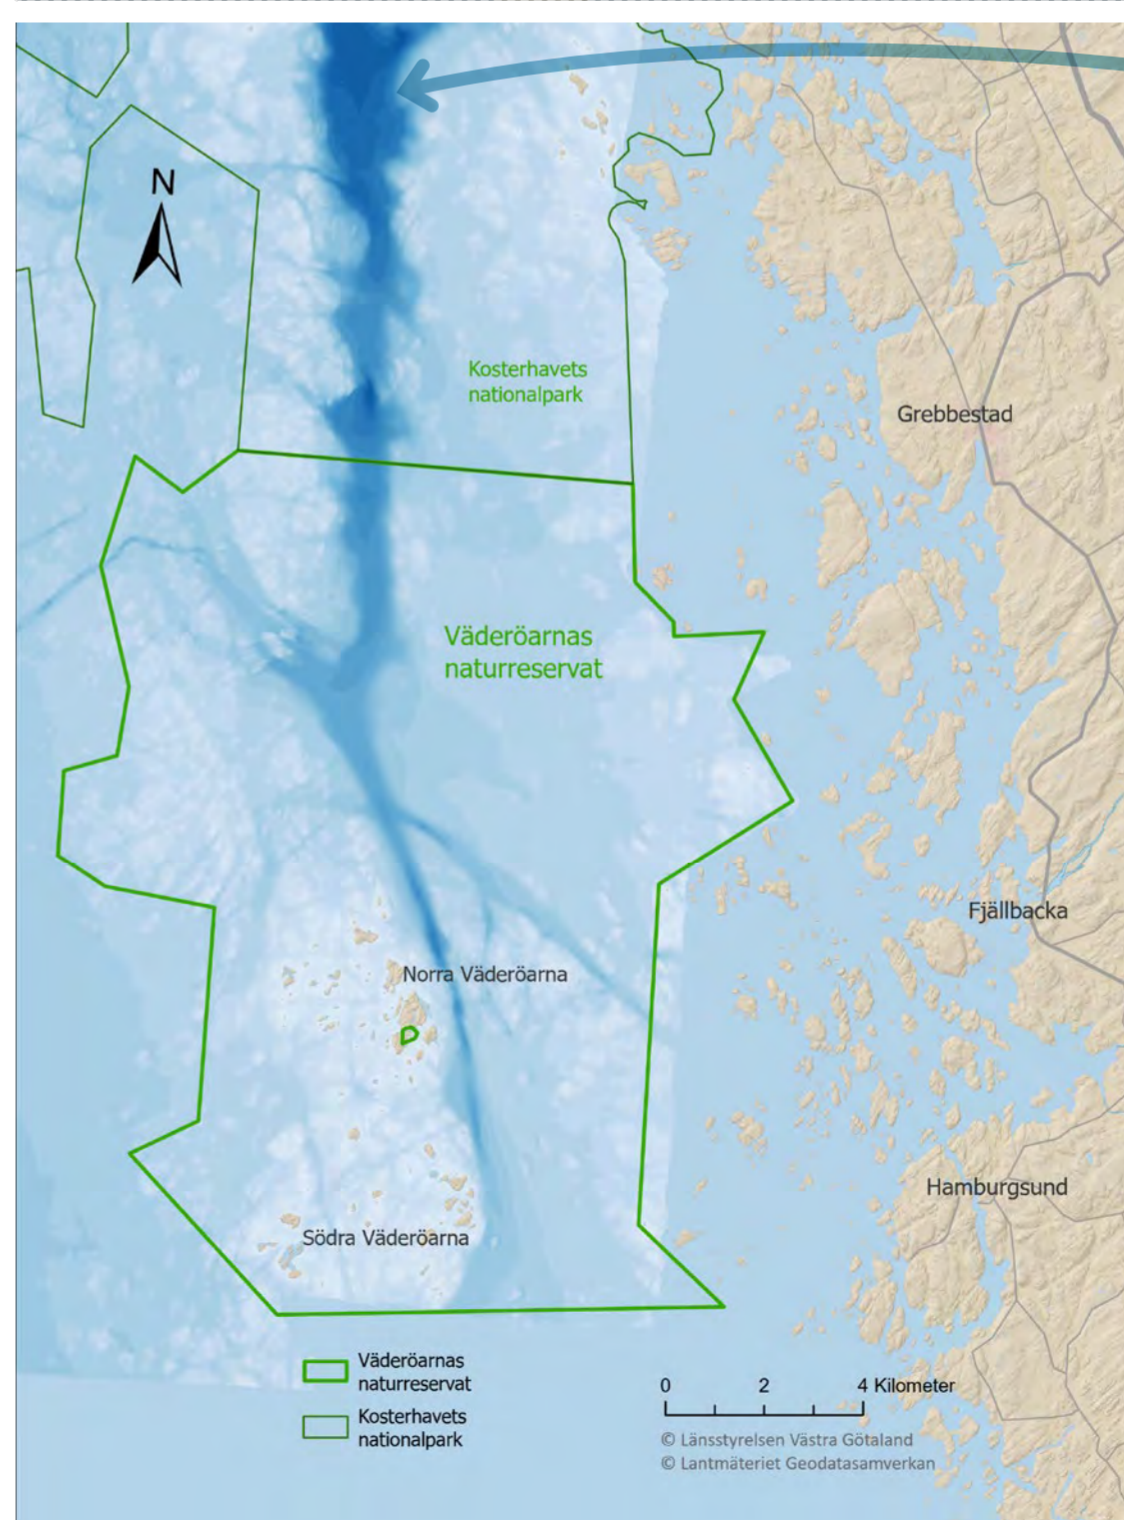 N
Kosterhavets
nationalpark
Grebbestad
Väderöarnas
naturreservat
Fjällbacka
Norra Väderöarna
Hamburgsund
Södra Väderöarna
Väderöarnas
naturreservat
Kosterhavets
nationalpark
0 2 4 Kilometer
© Länsstyrelsen Västra Götaland
© Lantmäteriet Geodatasamverkan